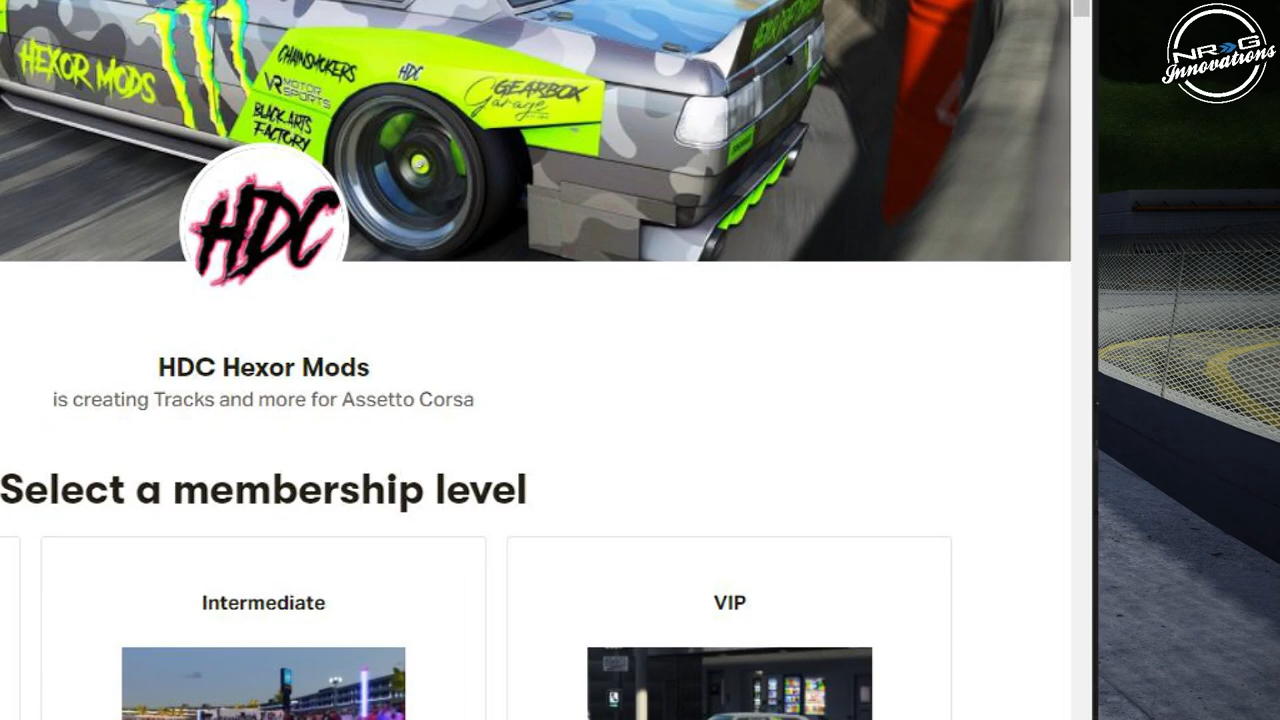 HEXOR MODS
CHAINSMOKERS
HDC
VR MOTOR
SPORTS
GEARBOX
Garage
BLACK ARTS
FACTORY
HDC
NRG
Innovations
HDC Hexor Mods
is creating Tracks and more for Assetto Corsa
Select a membership level
Intermediate
VIP